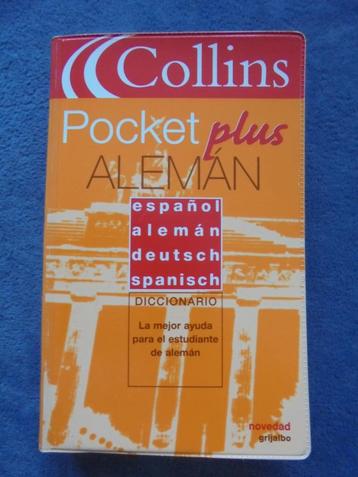 Collins
Pocket plus
ALEMÁN
español
alemán
deutsch
spanisch
DICCIONARIO
La mejor ayuda
para el estudiante
de alemán
novedad
grijalbo